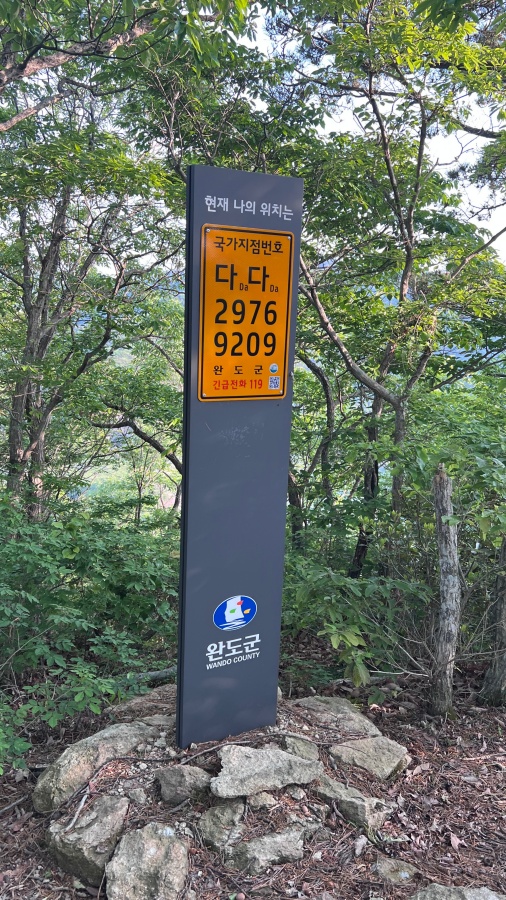 현재 나의 위치는
국가지점번호
다Da 다Da
2976
9209
완 도 군
긴급전화 119
완도군
WANDO COUNTY